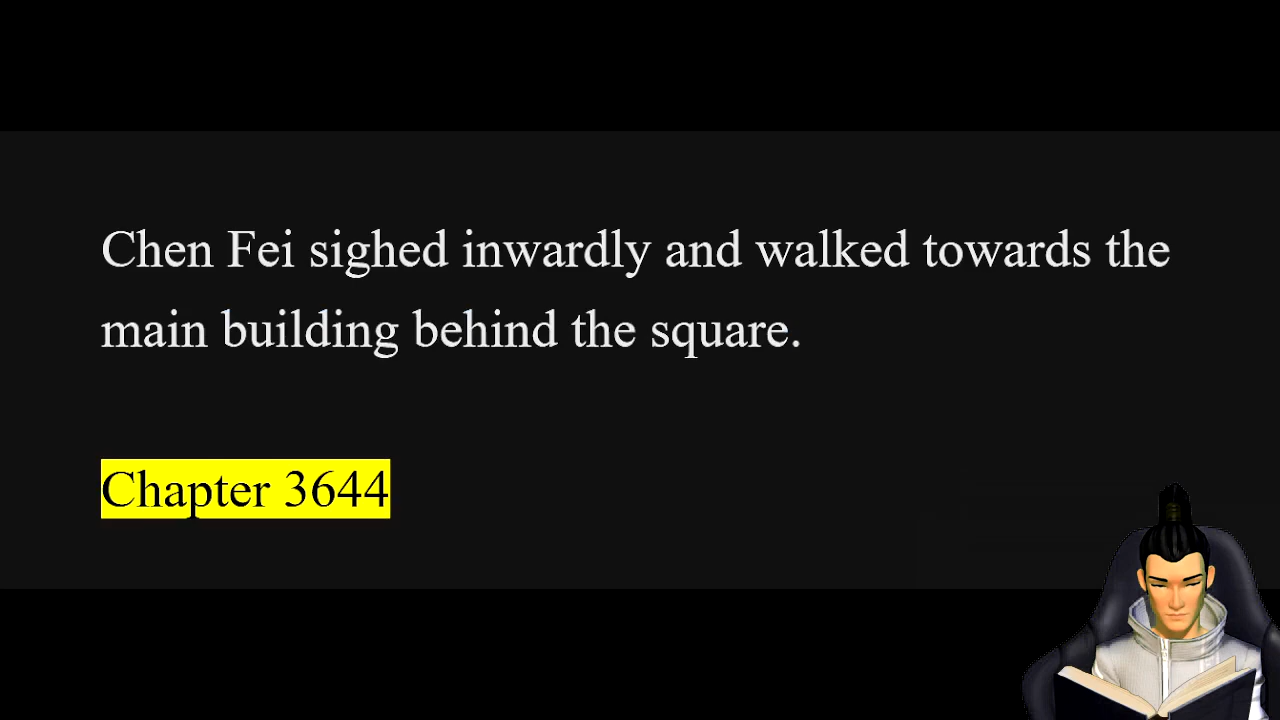 Chen Fei sighed inwardly and walked towards the
main building behind the square.
Chapter 3644